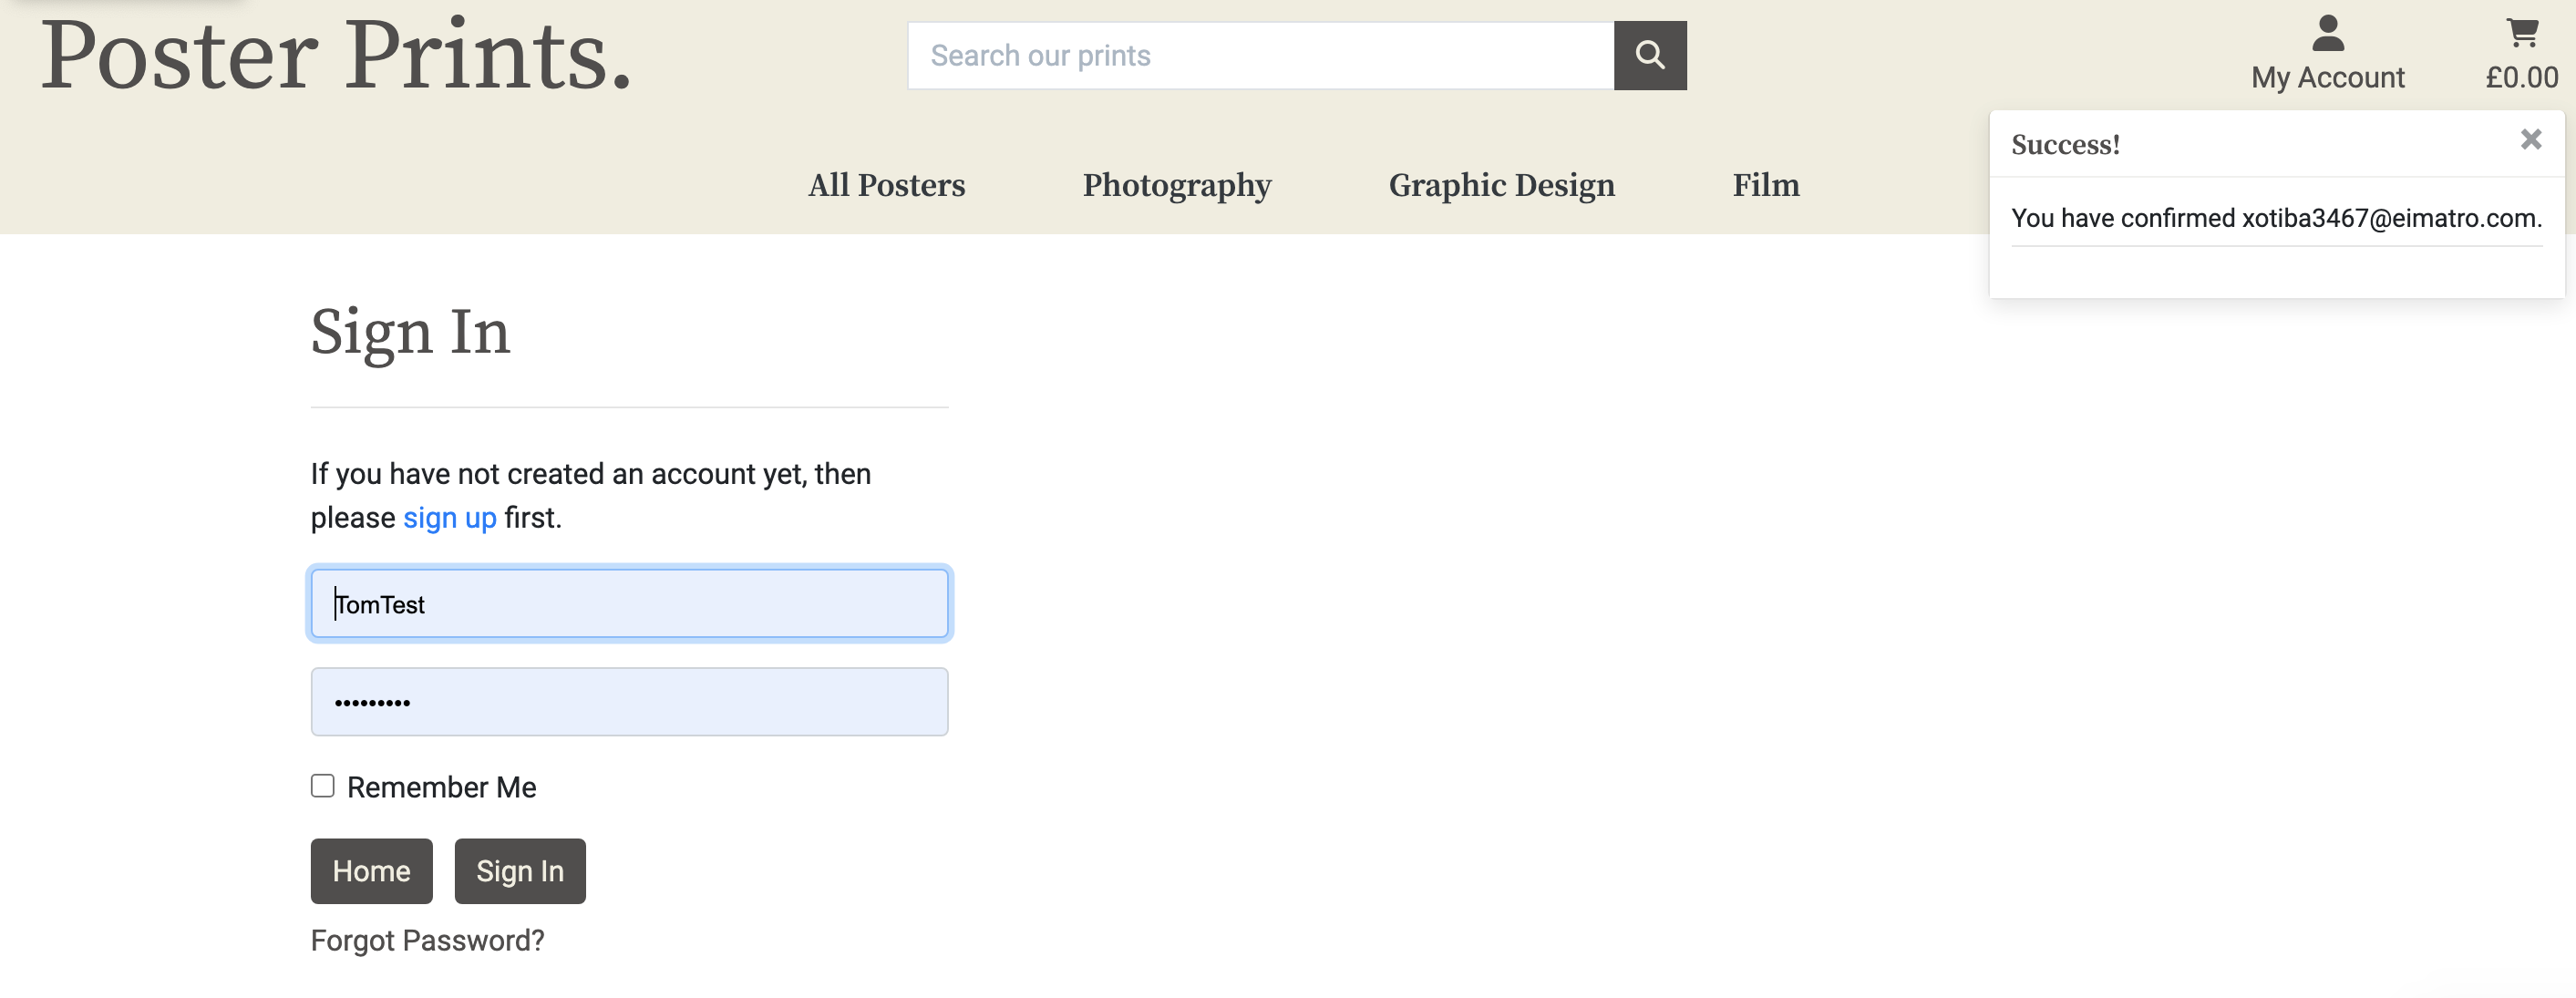 Poster Prints.
Search our prints
My Account
£0.00
All Posters
Photography
Graphic Design
Film
Success!
You have confirmed xotiba3467@eimatro.com.
Sign In
If you have not created an account yet, then
please sign up first.
TomTest
•••••••••
Remember Me
Home
Sign In
Forgot Password?